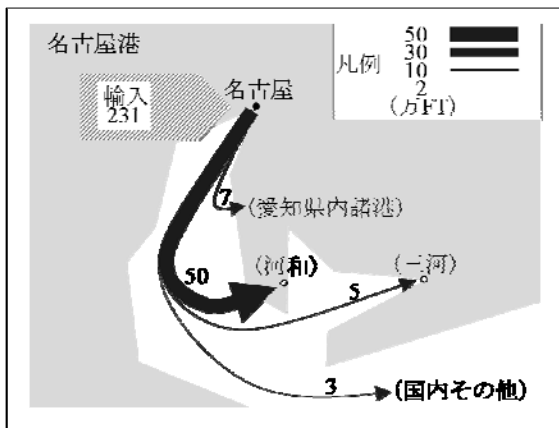 名古屋港
輸入
231
名古屋
凡例
50
30
10
2
(万FT)
7
(愛知県内諸港)
50
(河和)
(三河)
5
3
(国内その他)